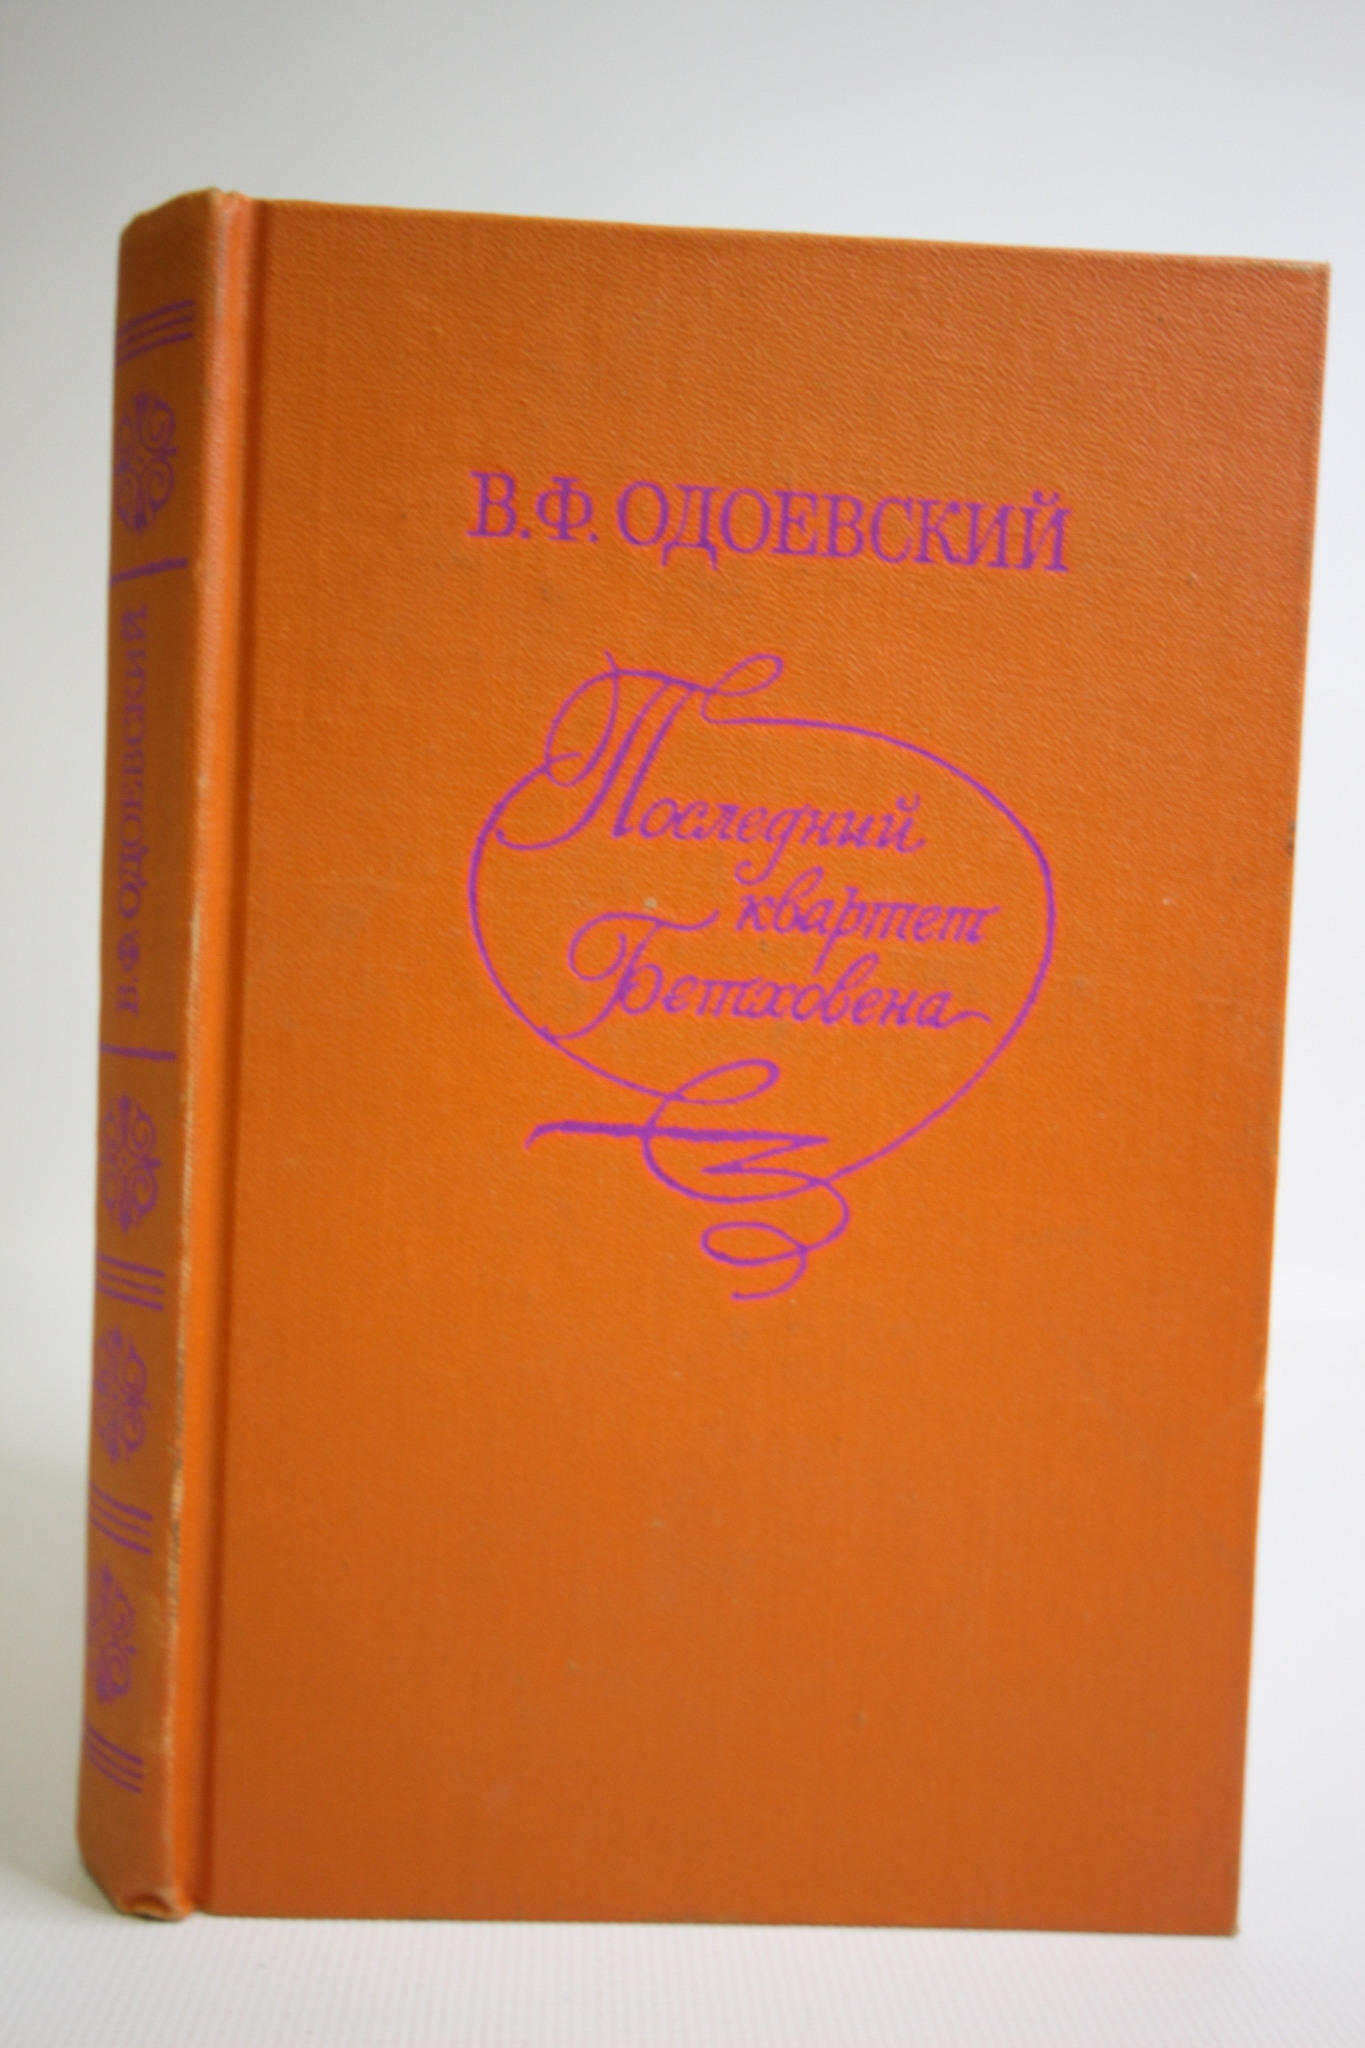 В. Ф. ОДОЕВСКИЙ
В.Ф. ОДОЕВСКИЙ
Последний
квартет
Бетховена